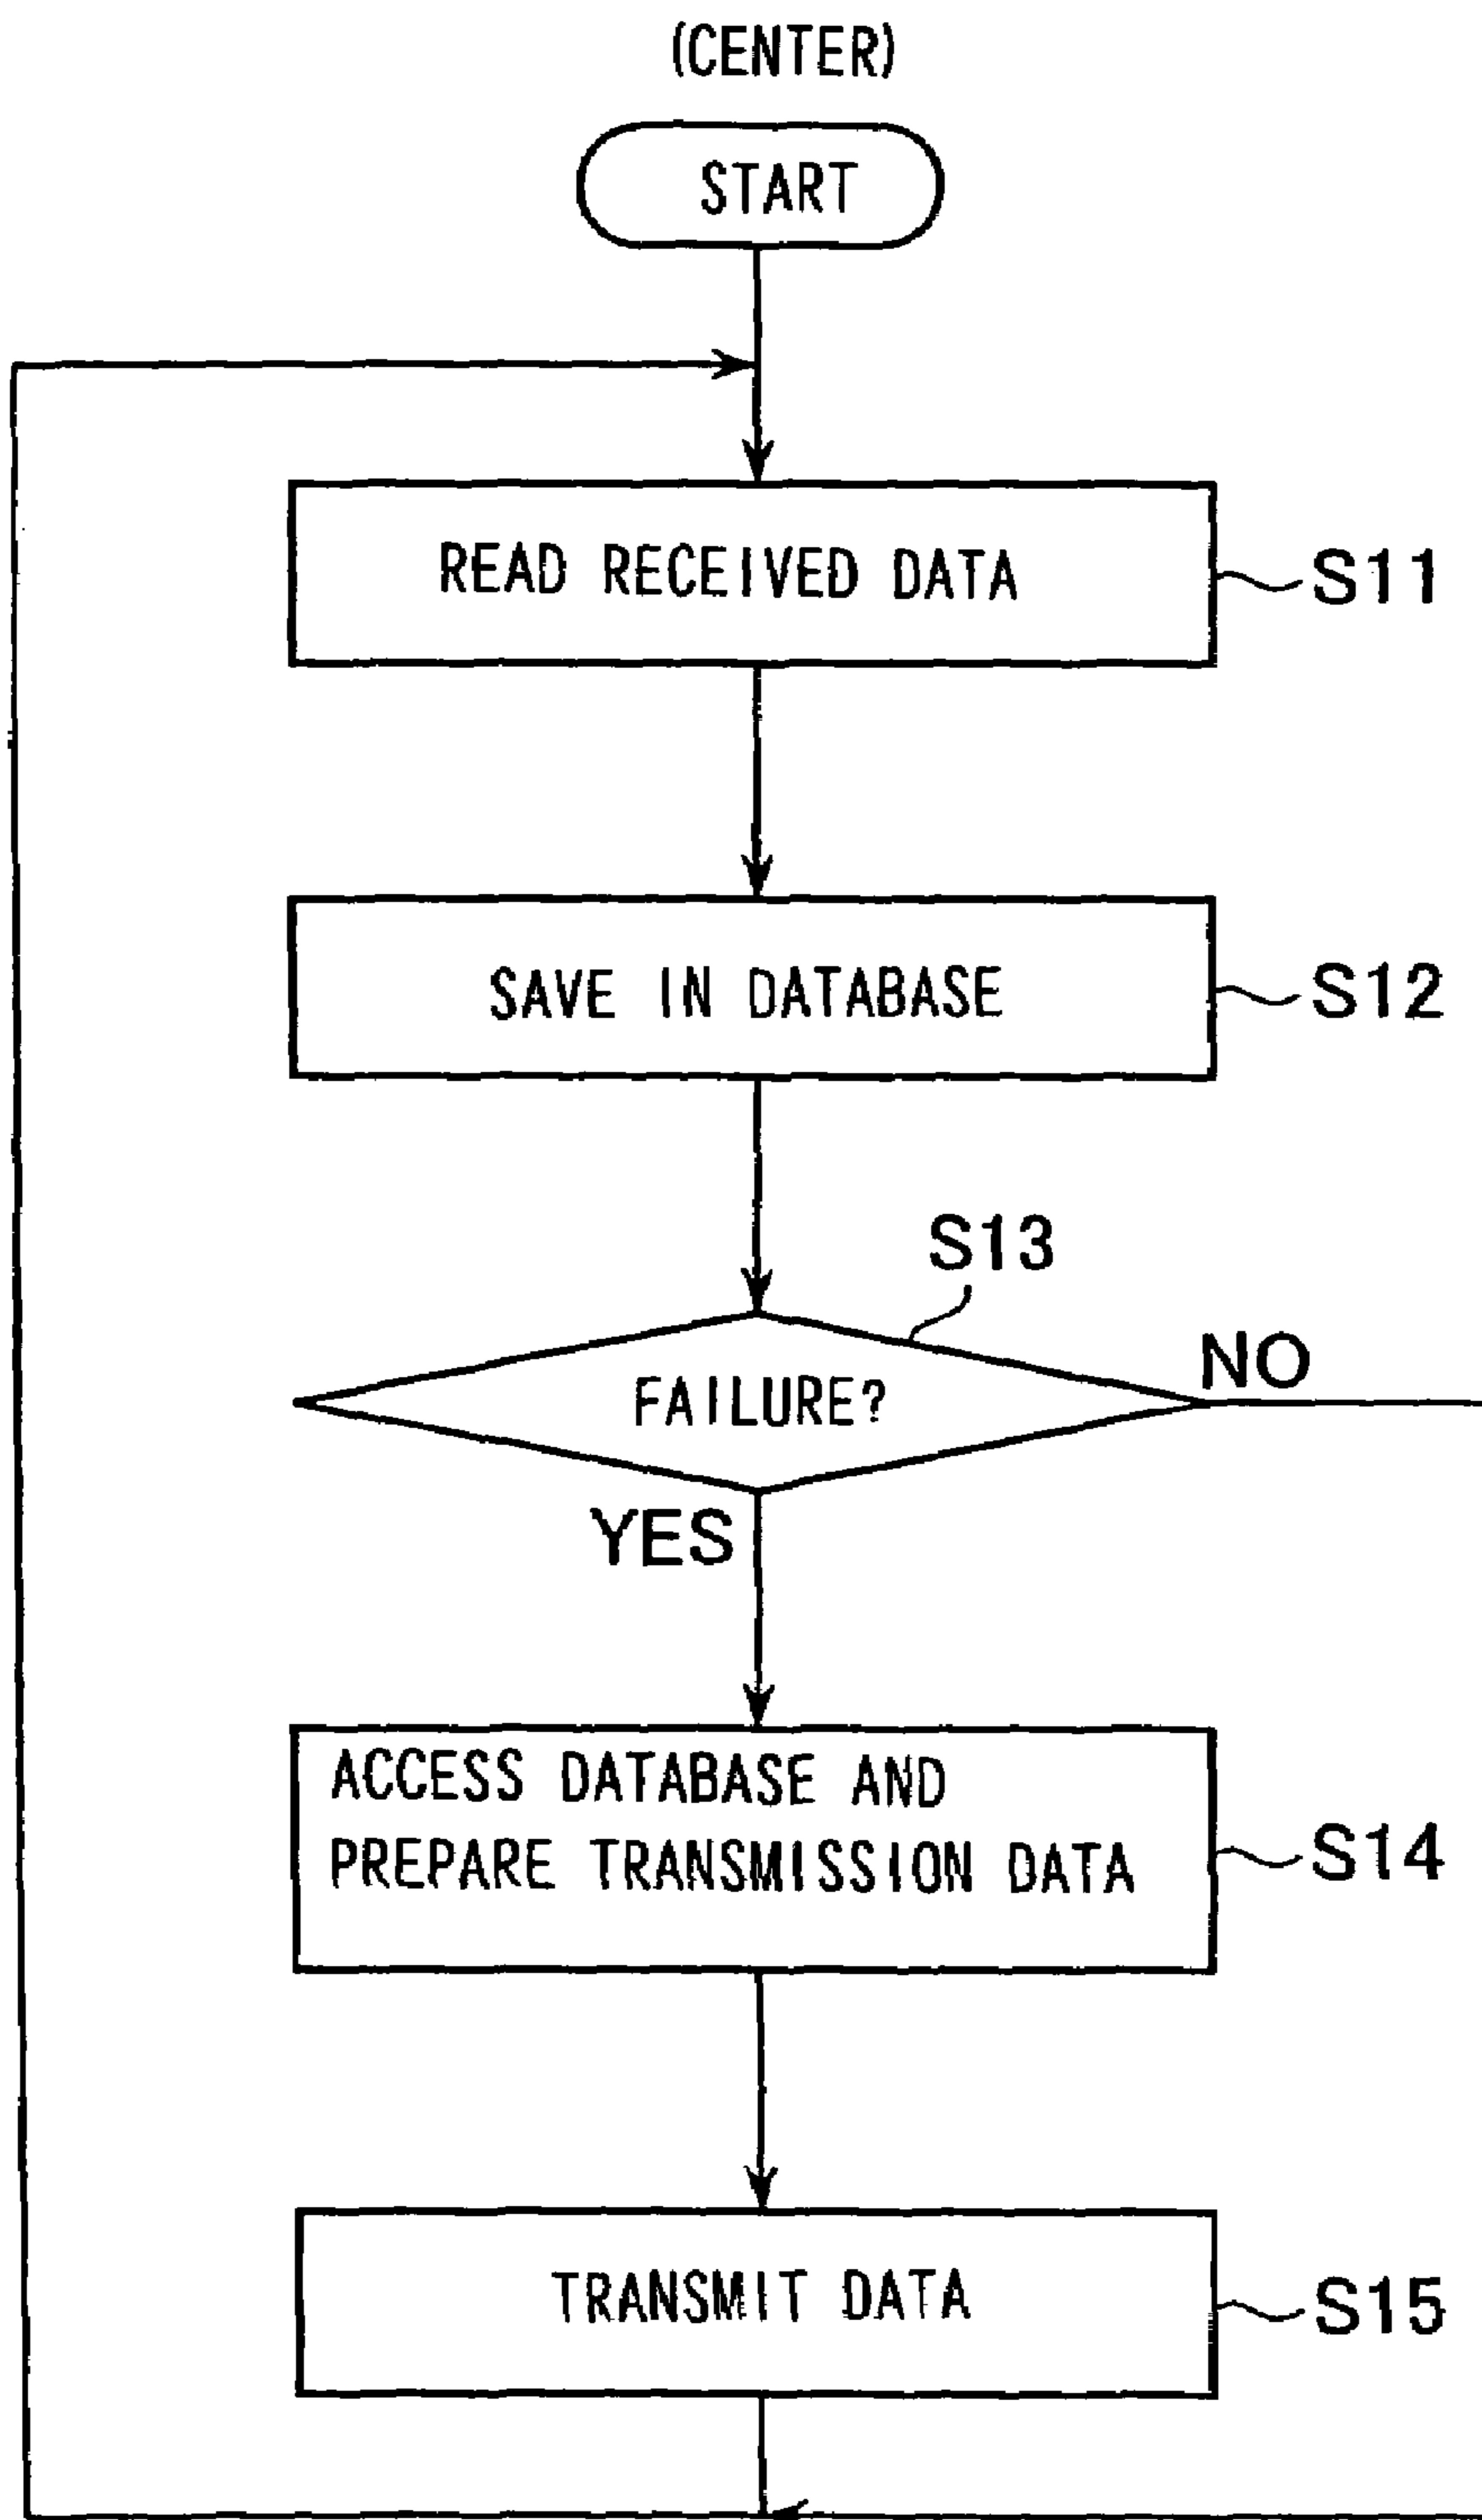 (CENTER)
START
READ RECEIVED DATA
S11
SAVE IN DATABASE
S12
S13
FAILURE?
NO
YES
ACCESS DATABASE AND
PREPARE TRANSMISSION DATA
S14
TRANSMIT DATA
S15